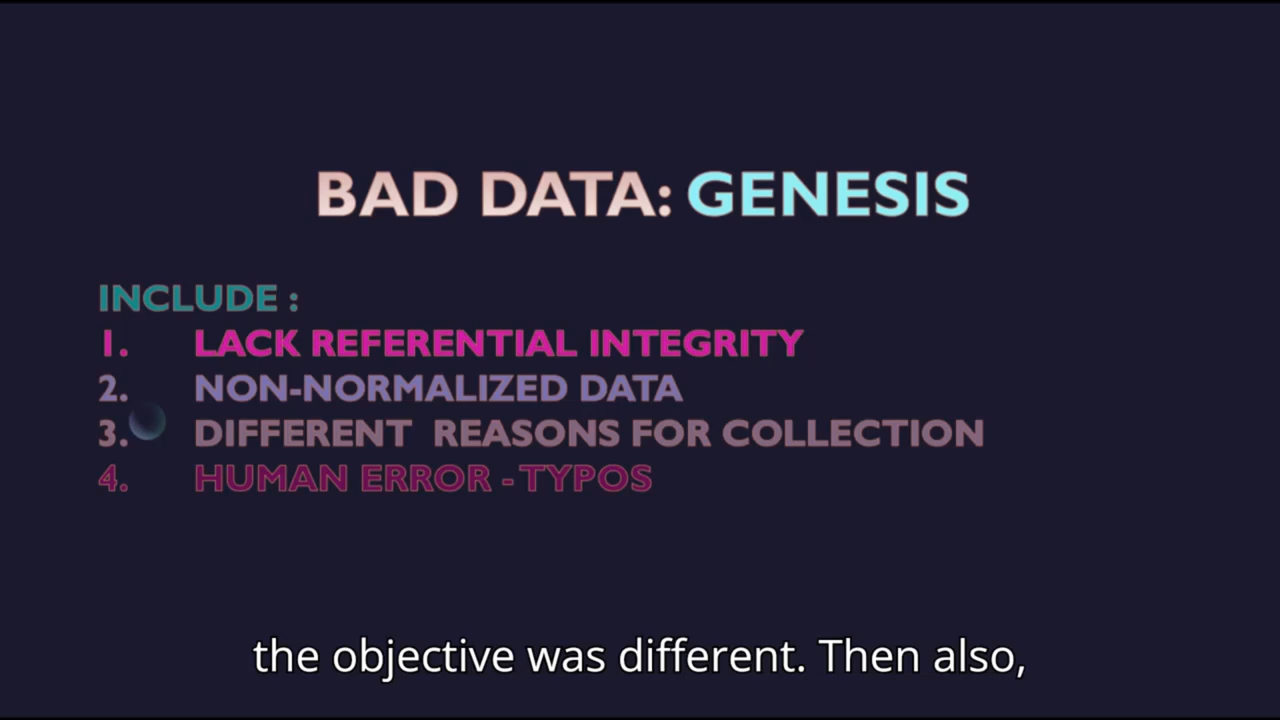 BAD DATA: GENESIS
INCLUDE :
1. LACK REFERENTIAL INTEGRITY
2. NON-NORMALIZED DATA
3. DIFFERENT REASONS FOR COLLECTION
4. HUMAN ERROR - TYPOS
the objective was different. Then also,